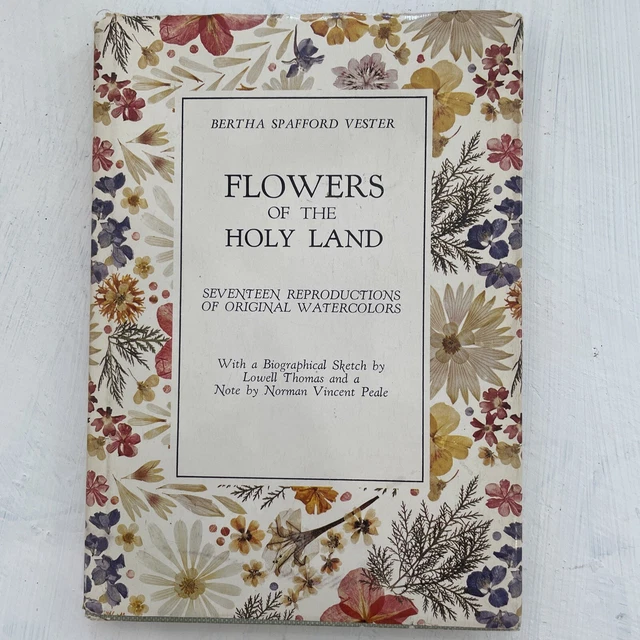 BERTHA SPAFFORD VESTER
FLOWERS
OF THE
HOLY LAND
SEVENTEEN REPRODUCTIONS
OF ORIGINAL WATERCOLORS
With a Biographical Sketch by
Lowell Thomas and a
Note by Norman Vincent Peale